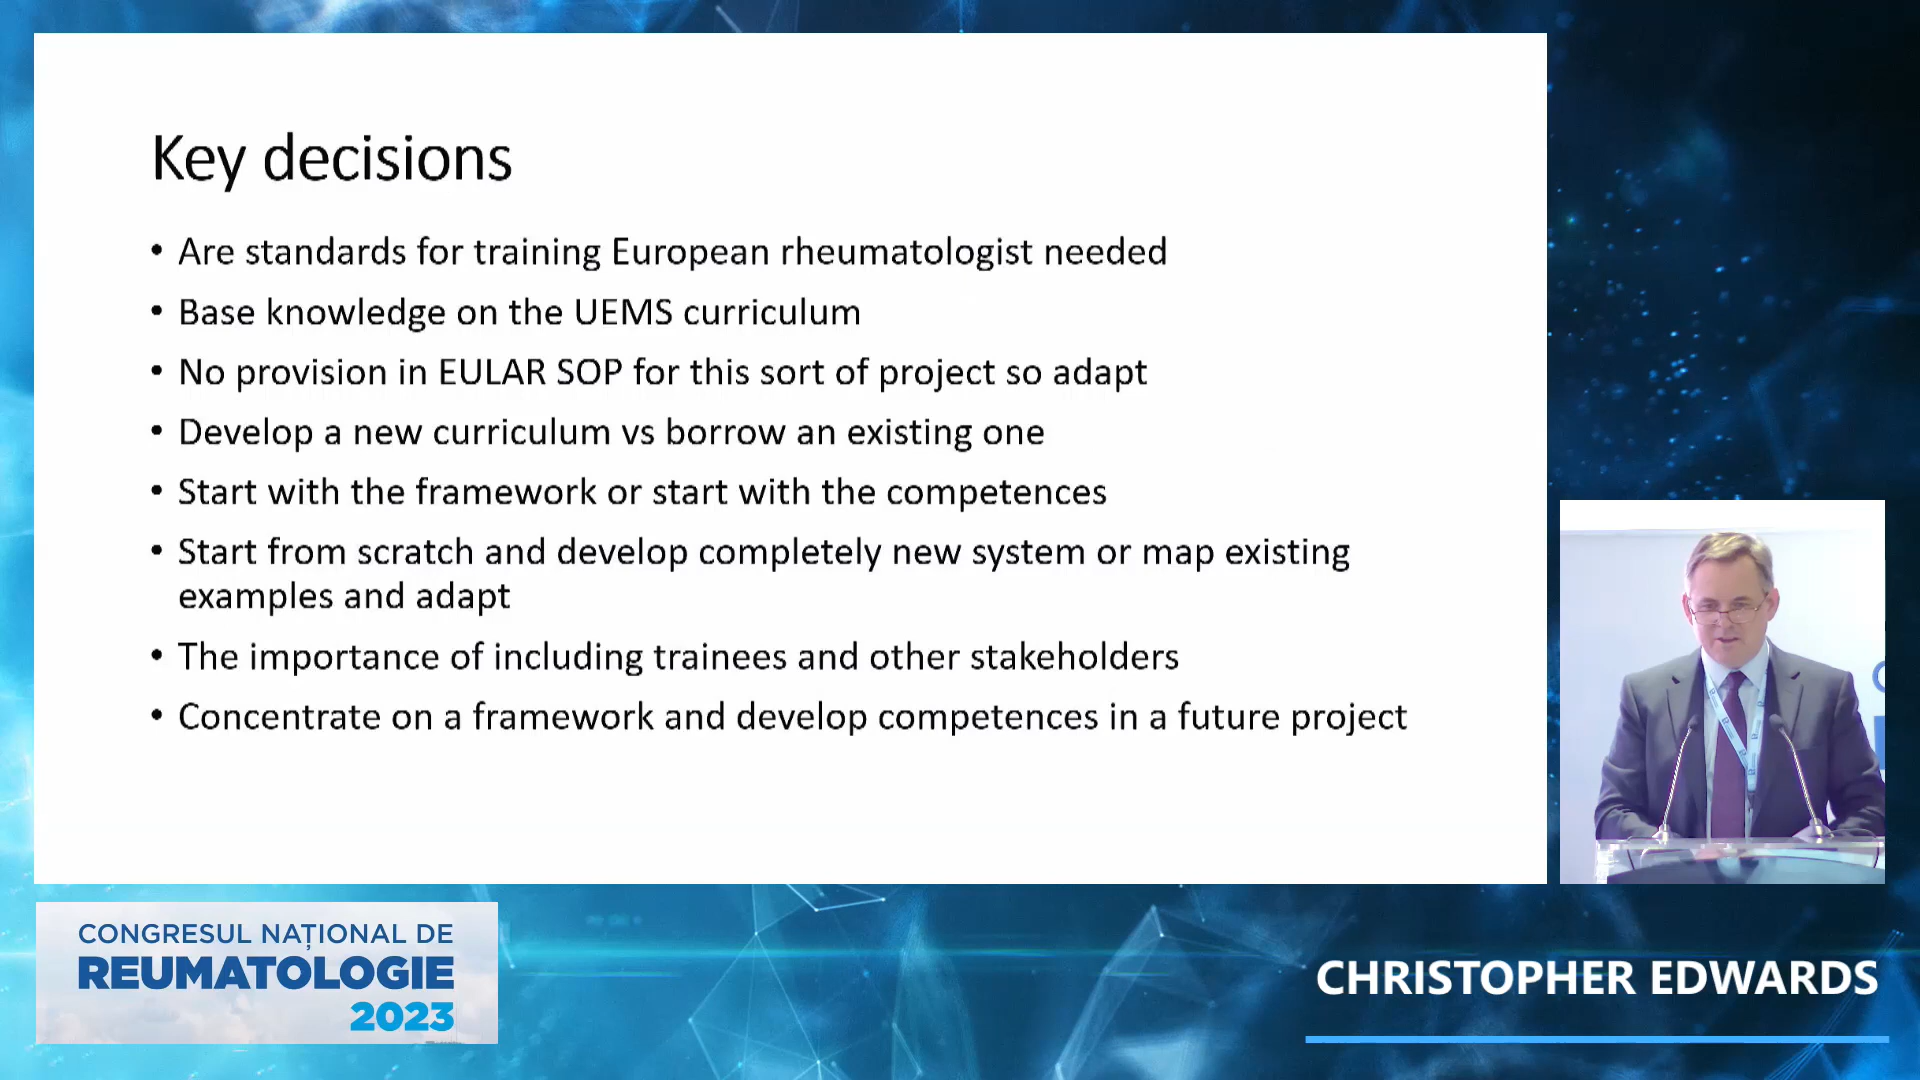 Key decisions
• Are standards for training European rheumatologist needed
• Base knowledge on the UEMS curriculum
• No provision in EULAR SOP for this sort of project so adapt
• Develop a new curriculum vs borrow an existing one
• Start with the framework or start with the competences
• Start from scratch and develop completely new system or map existing
examples and adapt
• The importance of including trainees and other stakeholders
• Concentrate on a framework and develop competences in a future project
CONGRESUL NAȚIONAL DE
REUMATOLOGIE
2023
CHRISTOPHER EDWARDS